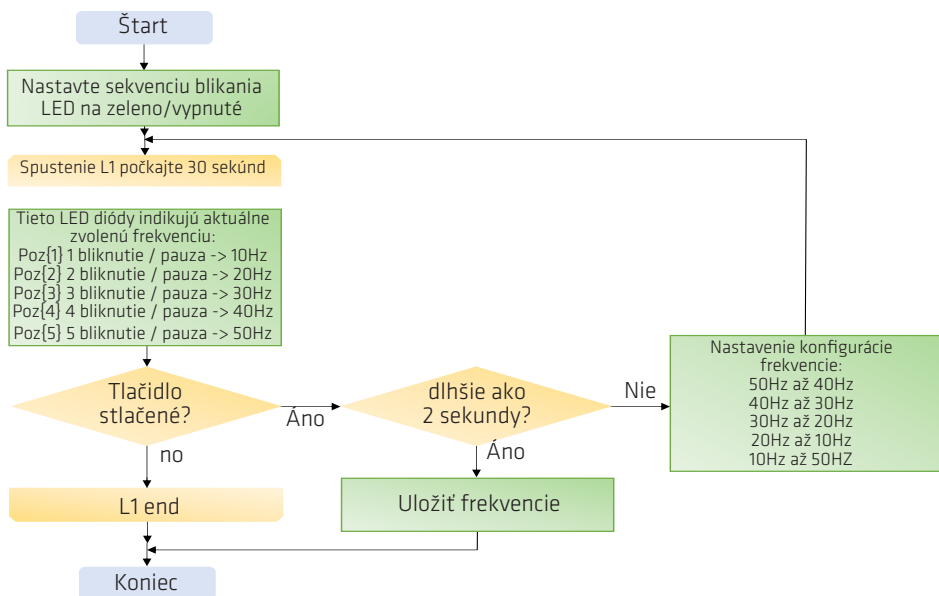 Štart
Nastavte sekvenciu blikania
LED na zeleno/vypnuté
Spustenie L1 počkajte 30 sekúnd
Tieto LED diódy indikujú aktuálne
zvolenú frekvenciu:
Poz{1} 1 bliknutie / pauza -> 10Hz
Poz{2} 2 bliknutie / pauza -> 20Hz
Poz{3} 3 bliknutie / pauza -> 30Hz
Poz{4} 4 bliknutie / pauza -> 40Hz
Poz{5} 5 bliknutie / pauza -> 50Hz
Tlačidlo
stlačené?
Áno
dlhšie ako
2 sekundy?
Nie
Nastavenie konfigurácie
frekvencie:
50Hz až 40Hz
40Hz až 30Hz
30Hz až 20Hz
20Hz až 10Hz
10Hz až 50HZ
no
Áno
L1 end
Uložiť frekvencie
Koniec